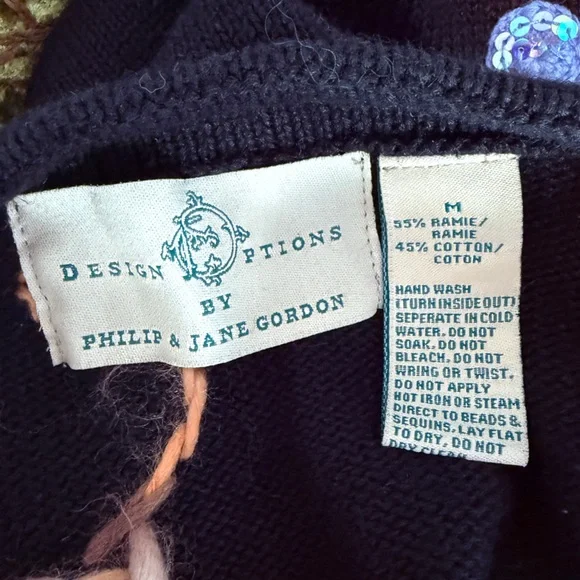 DESIGN OPTIONS
BY
PHILIP & JANE GORDON
M
55% RAMIE/
RAMIE
45% COTTON/
COTON
HAND WASH
(TURN INSIDE OUT)
SEPERATE IN COLD
WATER. DO NOT
SOAK. DO NOT
BLEACH. DO NOT
WRING OR TWIST.
DO NOT APPLY
HOT IRON OR STEAM
DIRECT TO BEADS &
SEQUINS. LAY FLAT
TO DRY. DO NOT
DRY CLEAN